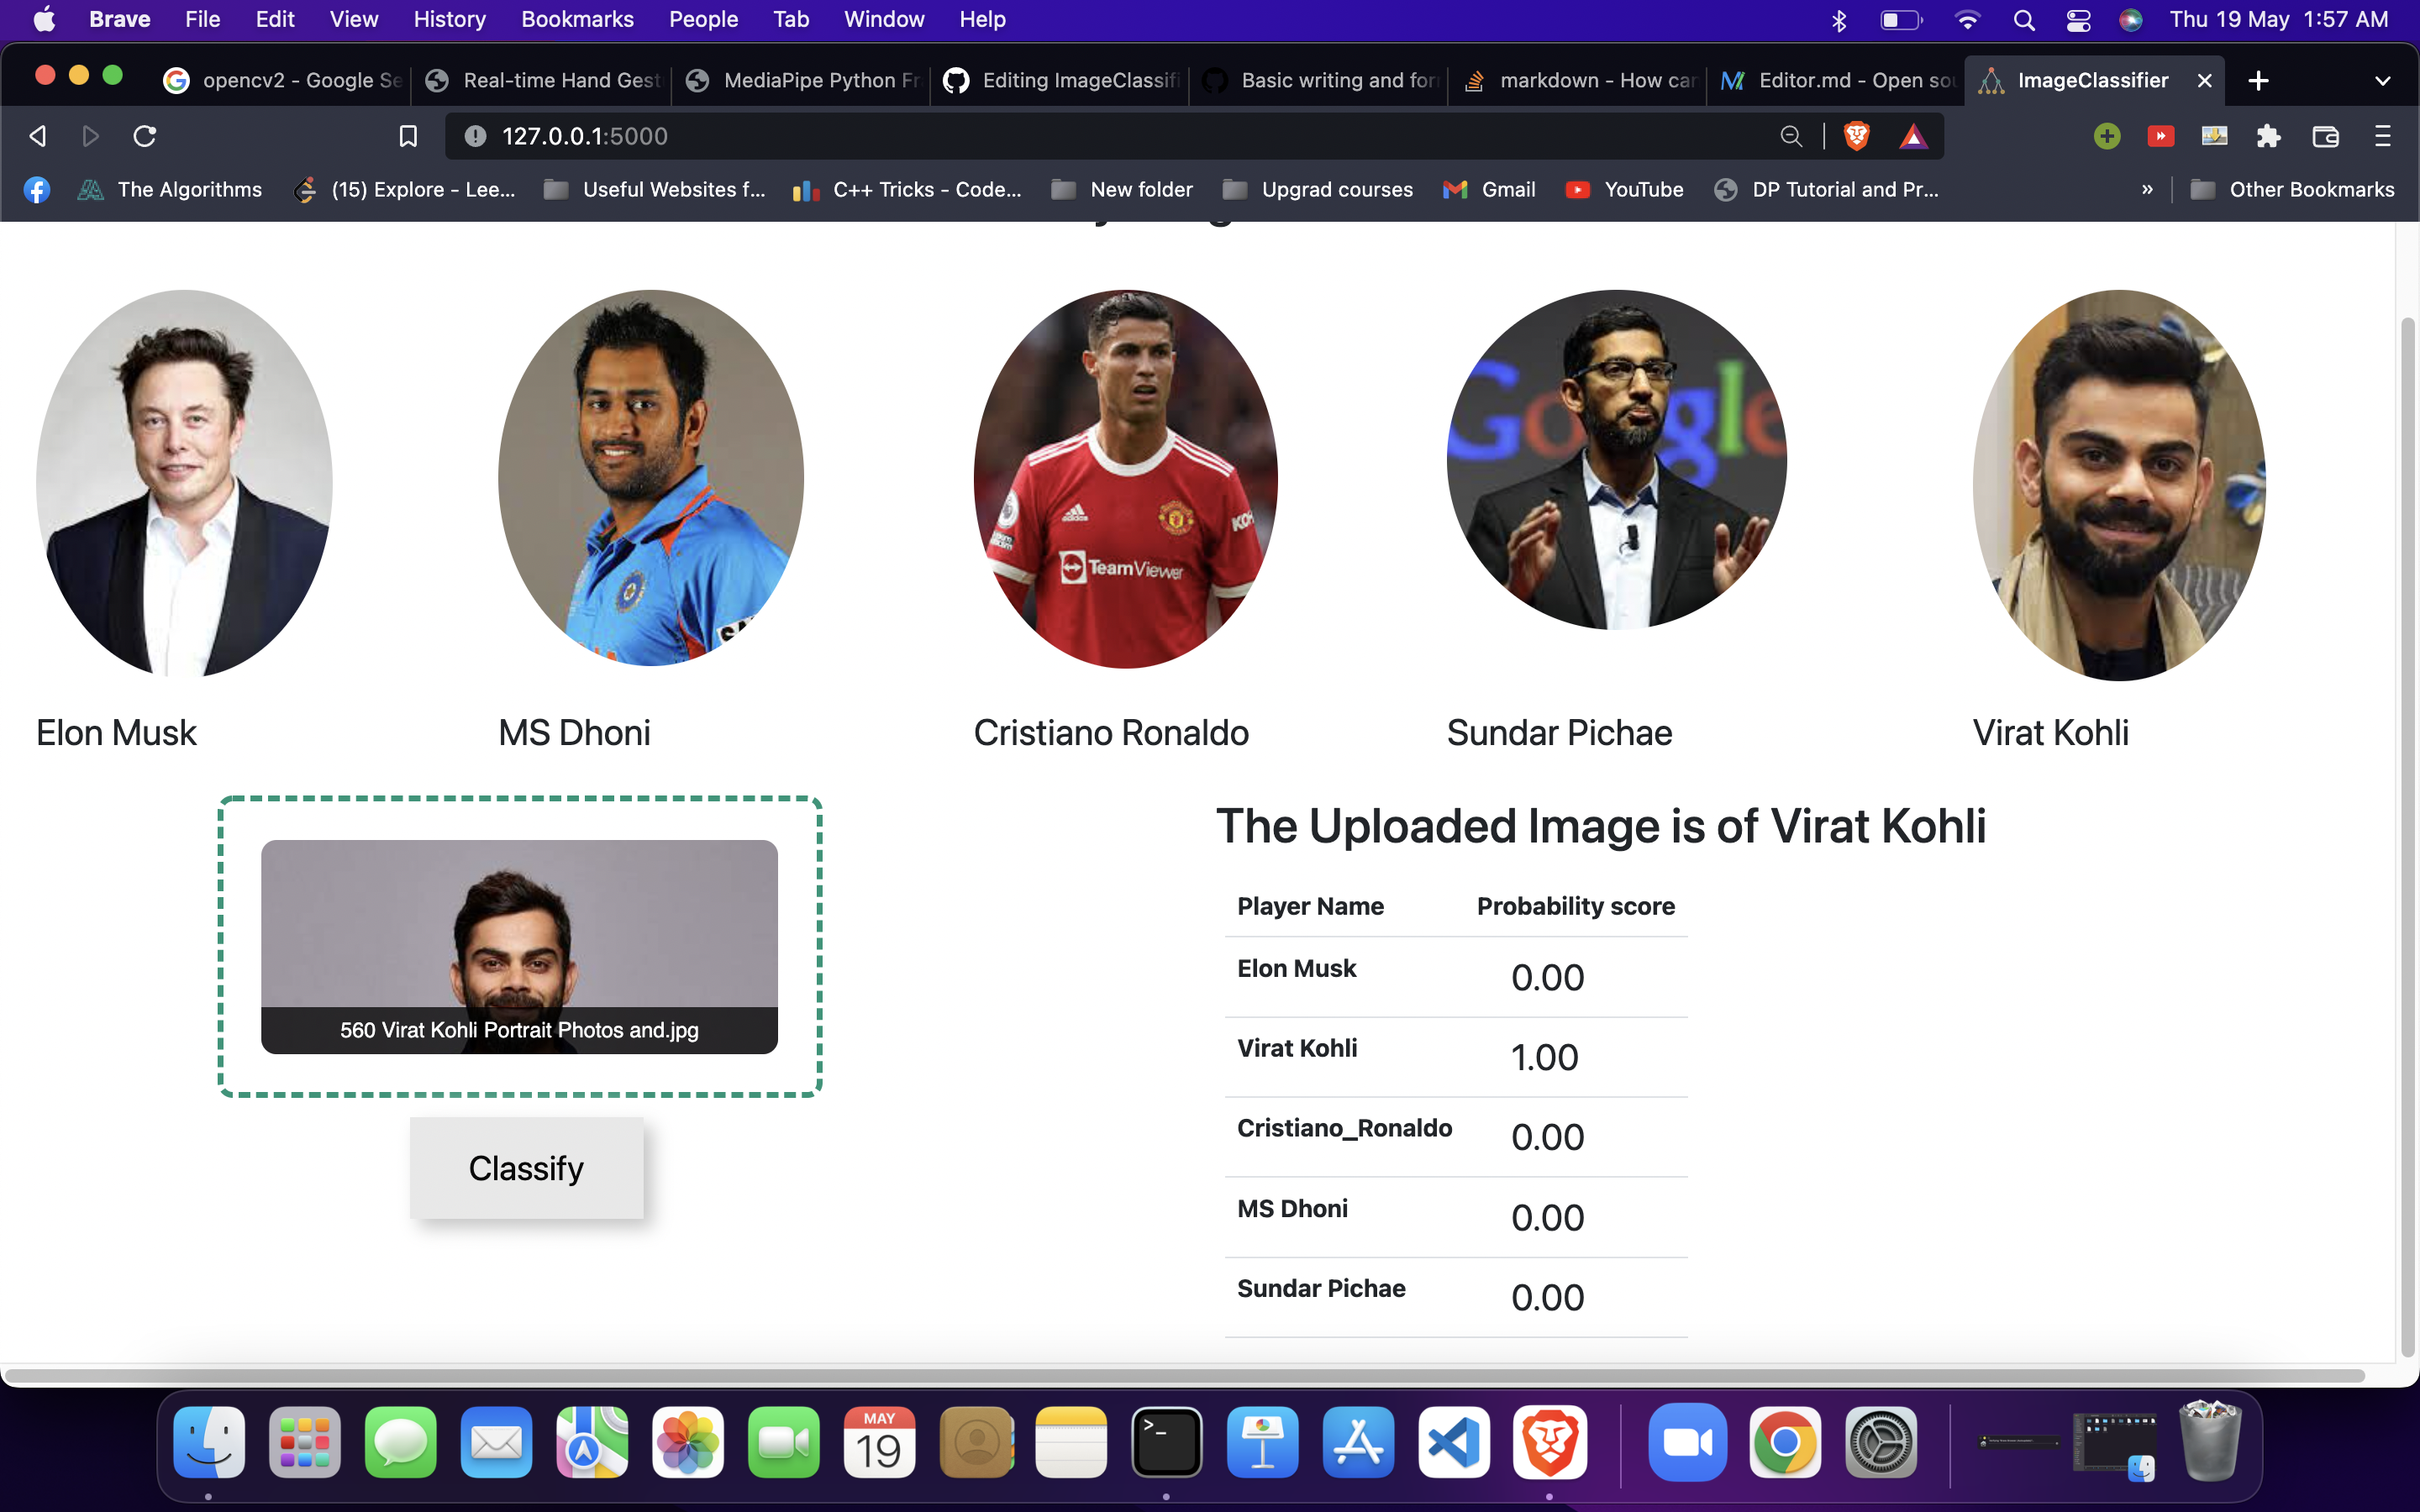 Brave File Edit View History Bookmarks People Tab Window Help Thu 19 May 1:57 AM
opencv2 - Google Se Real-time Hand Gest MediaPipe Python Fr Editing ImageClassifi Basic writing and for markdown - How can Editor.md - Open sou ImageClassifier
127.0.0.1:5000
The Algorithms (15) Explore - Lee... Useful Websites f... C++ Tricks - Code... New folder Upgrad courses Gmail YouTube DP Tutorial and Pr... » Other Bookmarks
Google
adidas
KOH
TeamViewer
Elon Musk MS Dhoni Cristiano Ronaldo Sundar Pichae Virat Kohli
The Uploaded Image is of Virat Kohli
560 Virat Kohli Portrait Photos and.jpg
Classify
Player Name Probability score
Elon Musk 0.00
Virat Kohli 1.00
Cristiano_Ronaldo 0.00
MS Dhoni 0.00
Sundar Pichae 0.00
MAY
19